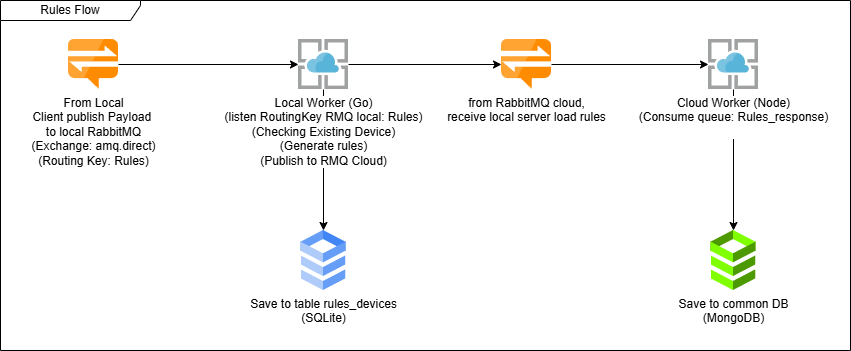 Rules Flow
From Local
Client publish Payload
to local RabbitMQ
(Exchange: amq.direct)
(Routing Key: Rules)
Local Worker (Go)
(listen RoutingKey RMQ local: Rules)
(Checking Existing Device)
(Generate rules)
(Publish to RMQ Cloud)
from RabbitMQ cloud,
receive local server load rules
Cloud Worker (Node)
(Consume queue: Rules_response)
Save to table rules_devices
(SQLite)
Save to common DB
(MongoDB)